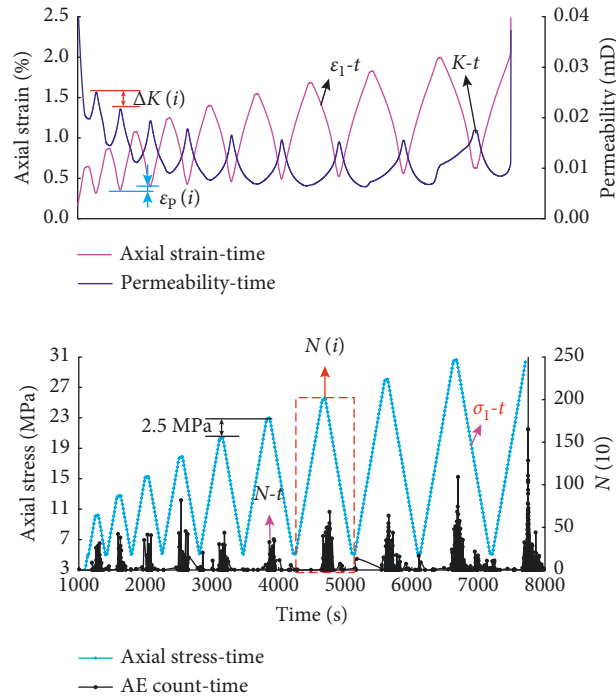 2.5
2.0
1.5
1.0
0.5
0.0
Axial strain (%)
0.04
0.03
0.02
0.01
0.00
Permeability (mD)
ΔK (i)
ε₁-t
K-t
εP (i)
Axial strain-time
Permeability-time
31
27
23
19
15
11
7
3
Axial stress (MPa)
250
200
150
100
50
0
N (10)
N (i)
2.5 MPa
σ₁-t
N-t
1000 2000 3000 4000 5000 6000 7000 8000
Time (s)
Axial stress-time
AE count-time